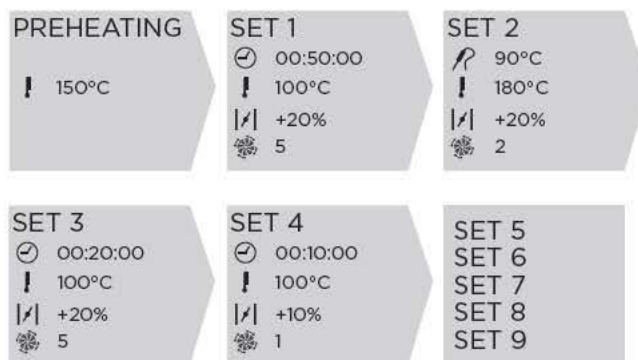 PREHEATING
150°C
SET 1
00:50:00
100°C
+20%
5
SET 2
90°C
180°C
+20%
2
SET 3
00:20:00
100°C
+20%
5
SET 4
00:10:00
100°C
+10%
1
SET 5
SET 6
SET 7
SET 8
SET 9